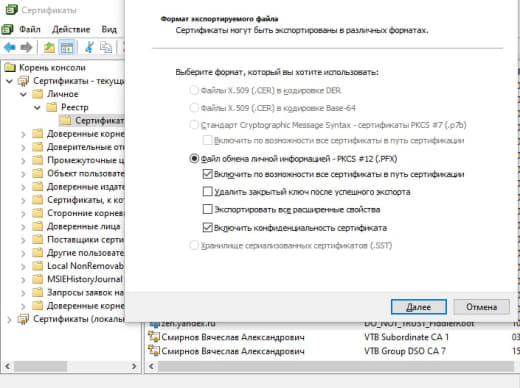 Сертификаты
Файл Действие Вид
Корень консоли
Сертификаты - текущи
Личное
Реестр
Сертификат
Доверенные корне
Доверительные от
Промежуточные ц
Объект пользовате
Доверенные издате
Сертификаты, к ко
Сторонние корнев
Доверенные лица
Поставщики серти
Другие пользовате
Local NonRemovab
MSIEHistoryJournal
Запросы заявок на
Доверенные корне
Сертификаты (локальн
Формат экспортируемого файла
Сертификаты могут быть экспортированы в различных форматах.
Выберите формат, который вы хотите использовать:
Файлы X.509 (.CER) в кодировке DER
Файлы X.509 (.CER) в кодировке Base-64
Стандарт Cryptographic Message Syntax - сертификаты PKCS #7 (.p7b)
Включить по возможности все сертификаты в путь сертификации
Файл обмена личной информацией - PKCS #12 (.PFX)
Включить по возможности все сертификаты в путь сертификации
Удалить закрытый ключ после успешного экспорта
Экспортировать все расширенные свойства
Включить конфиденциальность сертификата
Хранилище сериализованных сертификатов (.SST)
Далее Отмена
zen.yandex.ru DO_NOT_TRUST_FiddlerRoot
Смирнов Вячеслав Александрович VTB Subordinate CA 1 03
Смирнов Вячеслав Александрович VTB Group DSO CA 7